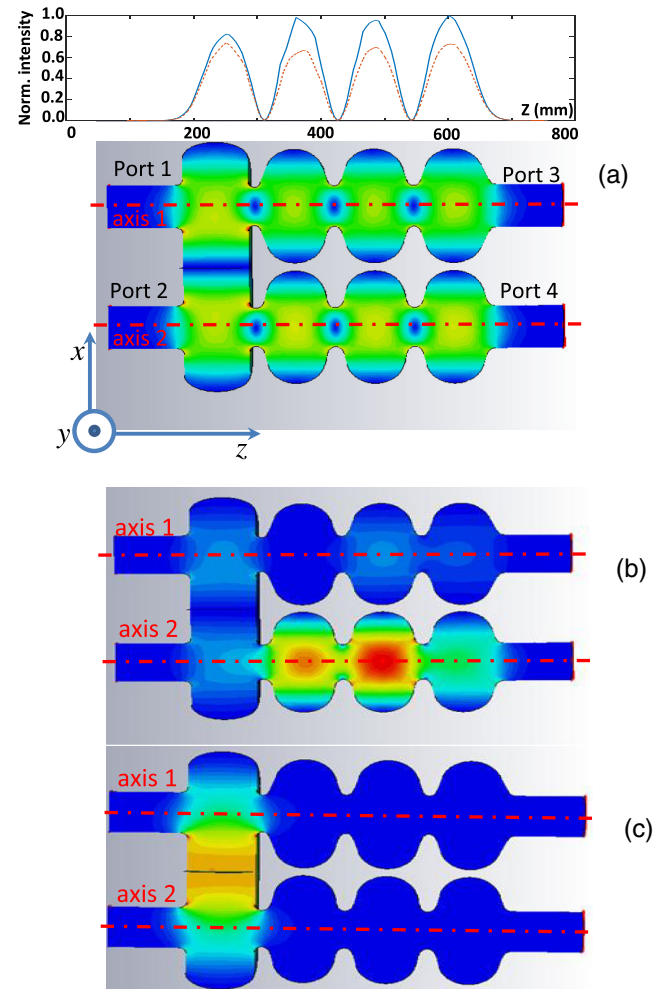 Norm. intensity
1.0
0.8
0.6
0.4
0.2
0.0
0 200 400 600 800
Z (mm)
(a)
Port 1 Port 3
axis 1
Port 2 Port 4
axis 2
x
y
z
(b)
axis 1
axis 2
(c)
axis 1
axis 2